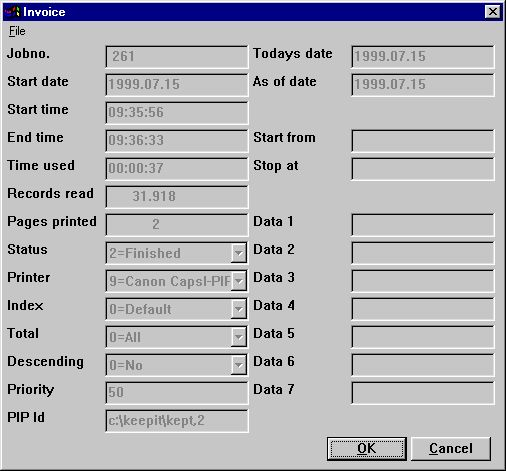 Invoice
File
Jobno. 261 Todays date 1999.07.15
Start date 1999.07.15 As of date 1999.07.15
Start time 09:35:56
End time 09:36:33 Start from
Time used 00:00:37 Stop at
Records read 31.918
Pages printed 2 Data 1
Status 2=Finished Data 2
Printer 9=Canon Capsl-PIF Data 3
Index 0=Default Data 4
Total 0=All Data 5
Descending 0=No Data 6
Priority 50 Data 7
PIP Id c:\keepit\kept.2
OK Cancel